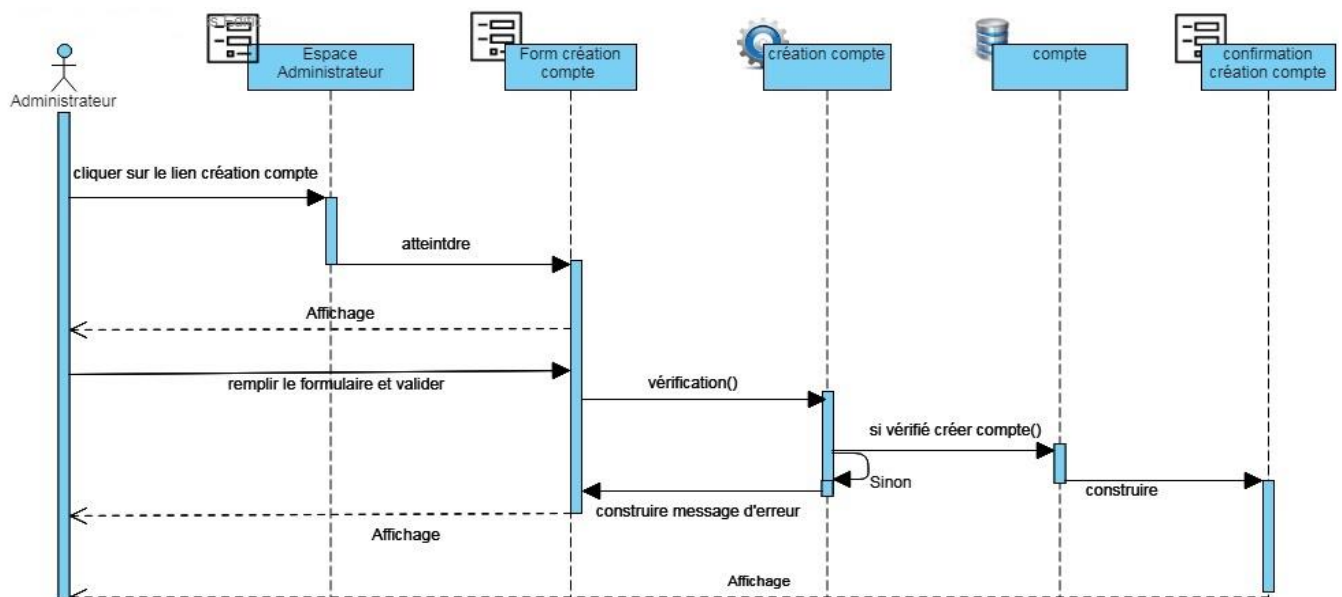 Espace
Administrateur
Form création
compte
création compte
compte
confirmation
création compte
Administrateur
cliquer sur le lien création compte
atteintdre
Affichage
remplir le formulaire et valider
vérification()
si vérifié créer compte()
Sinon
construire
construire message d'erreur
Affichage
Affichage